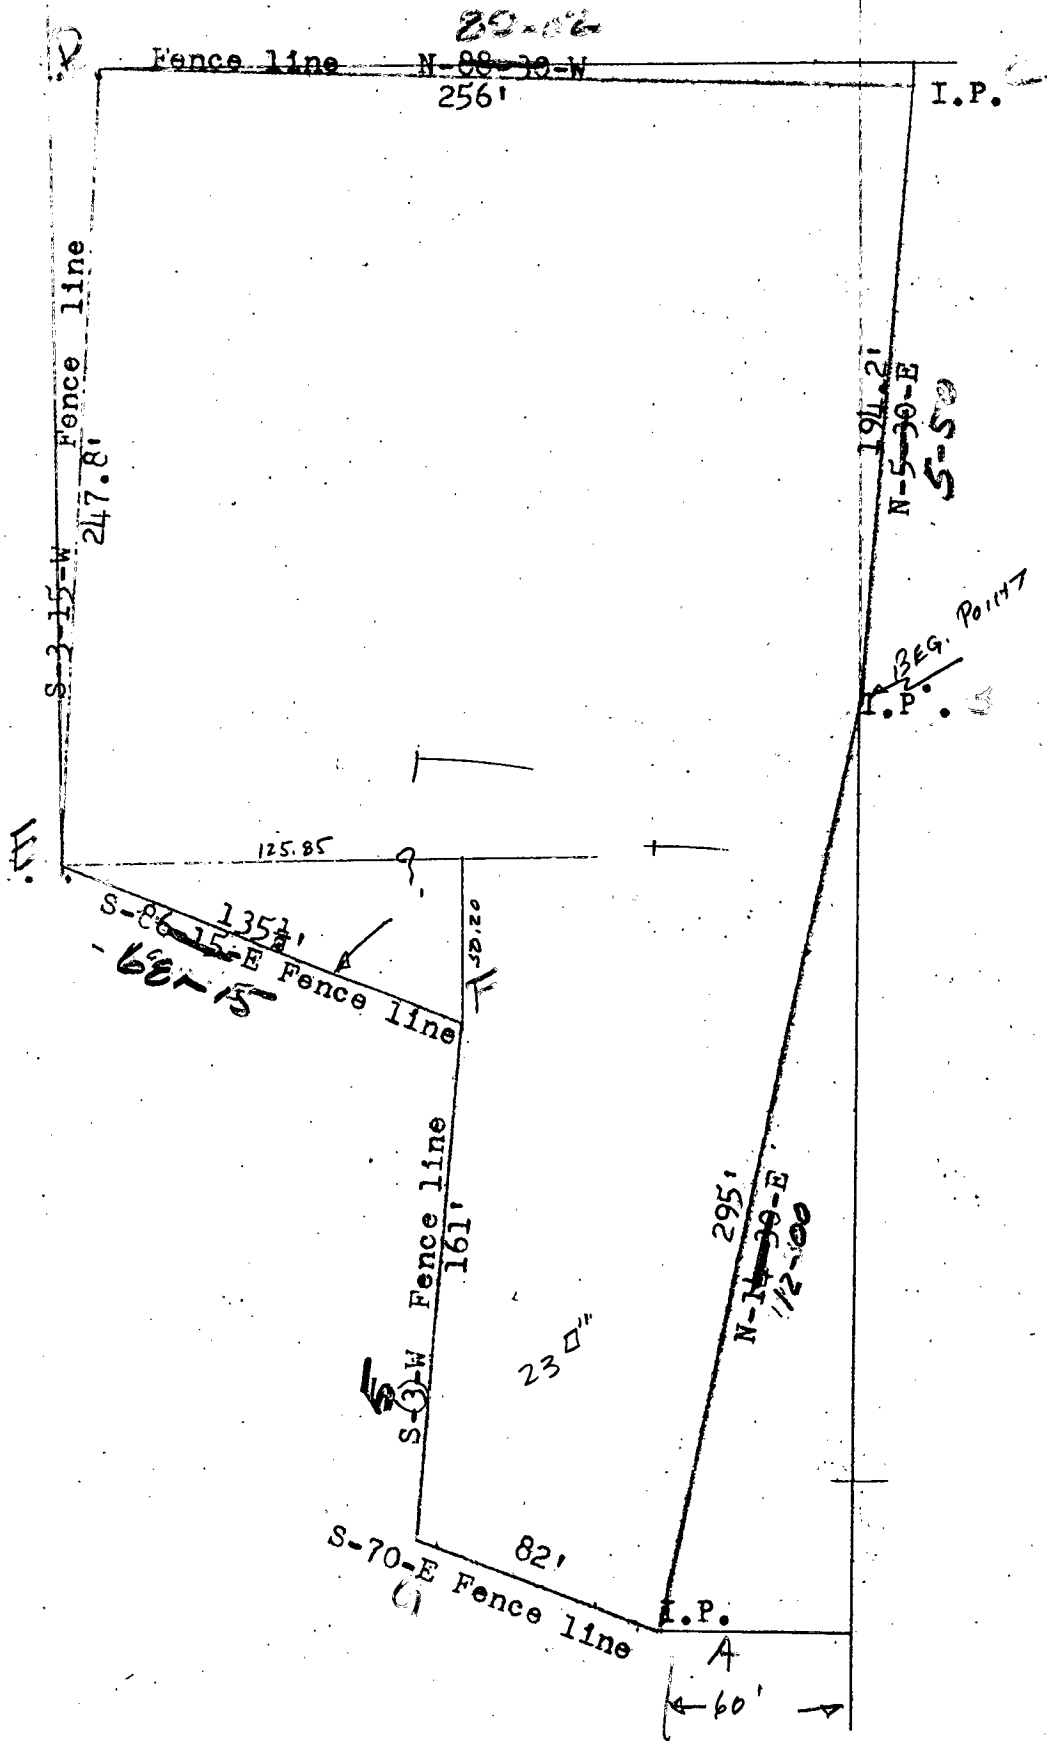 Fence line N-88-30-W
256'
I.P.
Fence line
247.8'
S-3-15-W
194.2'
N-5-30-E
5-50
BEG. POINT
I.P.
125.85
?
50.20
135½'
S-86-15-E Fence line
68-15
Fence line
161'
S-3-W
295'
N-14-30-E
12-00
23
82'
S-70-E Fence line
I.P.
A
60'